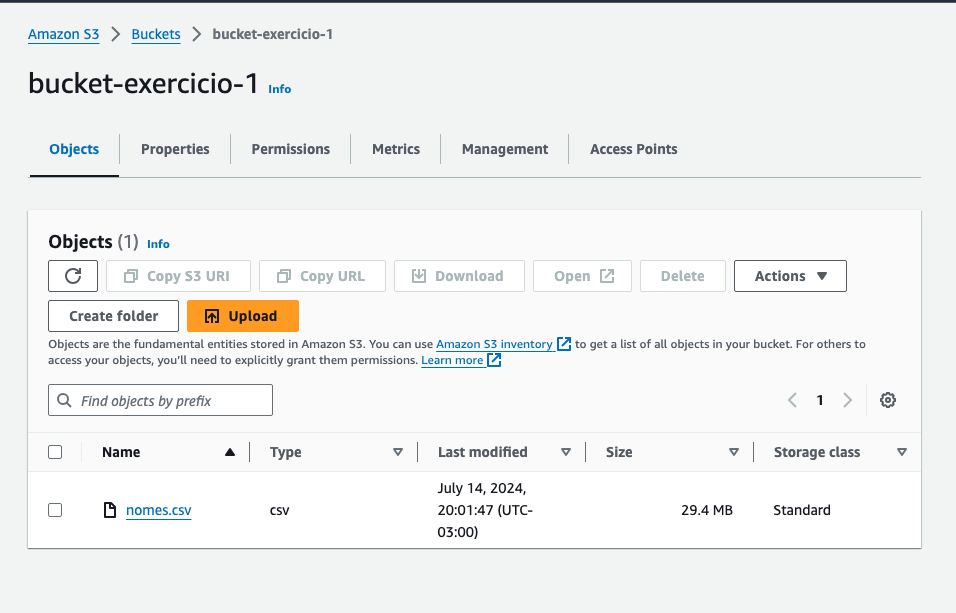 Amazon S3 > Buckets > bucket-exercicio-1
bucket-exercicio-1 Info
Objects Properties Permissions Metrics Management Access Points
Objects (1) Info
Copy S3 URI Copy URL Download Open Delete Actions
Create folder Upload
Objects are the fundamental entities stored in Amazon S3. You can use Amazon S3 inventory to get a list of all objects in your bucket. For others to
access your objects, you'll need to explicitly grant them permissions. Learn more
Find objects by prefix 1
Name Type Last modified Size Storage class
July 14, 2024,
nomes.csv csv 20:01:47 (UTC- 29.4 MB Standard
03:00)